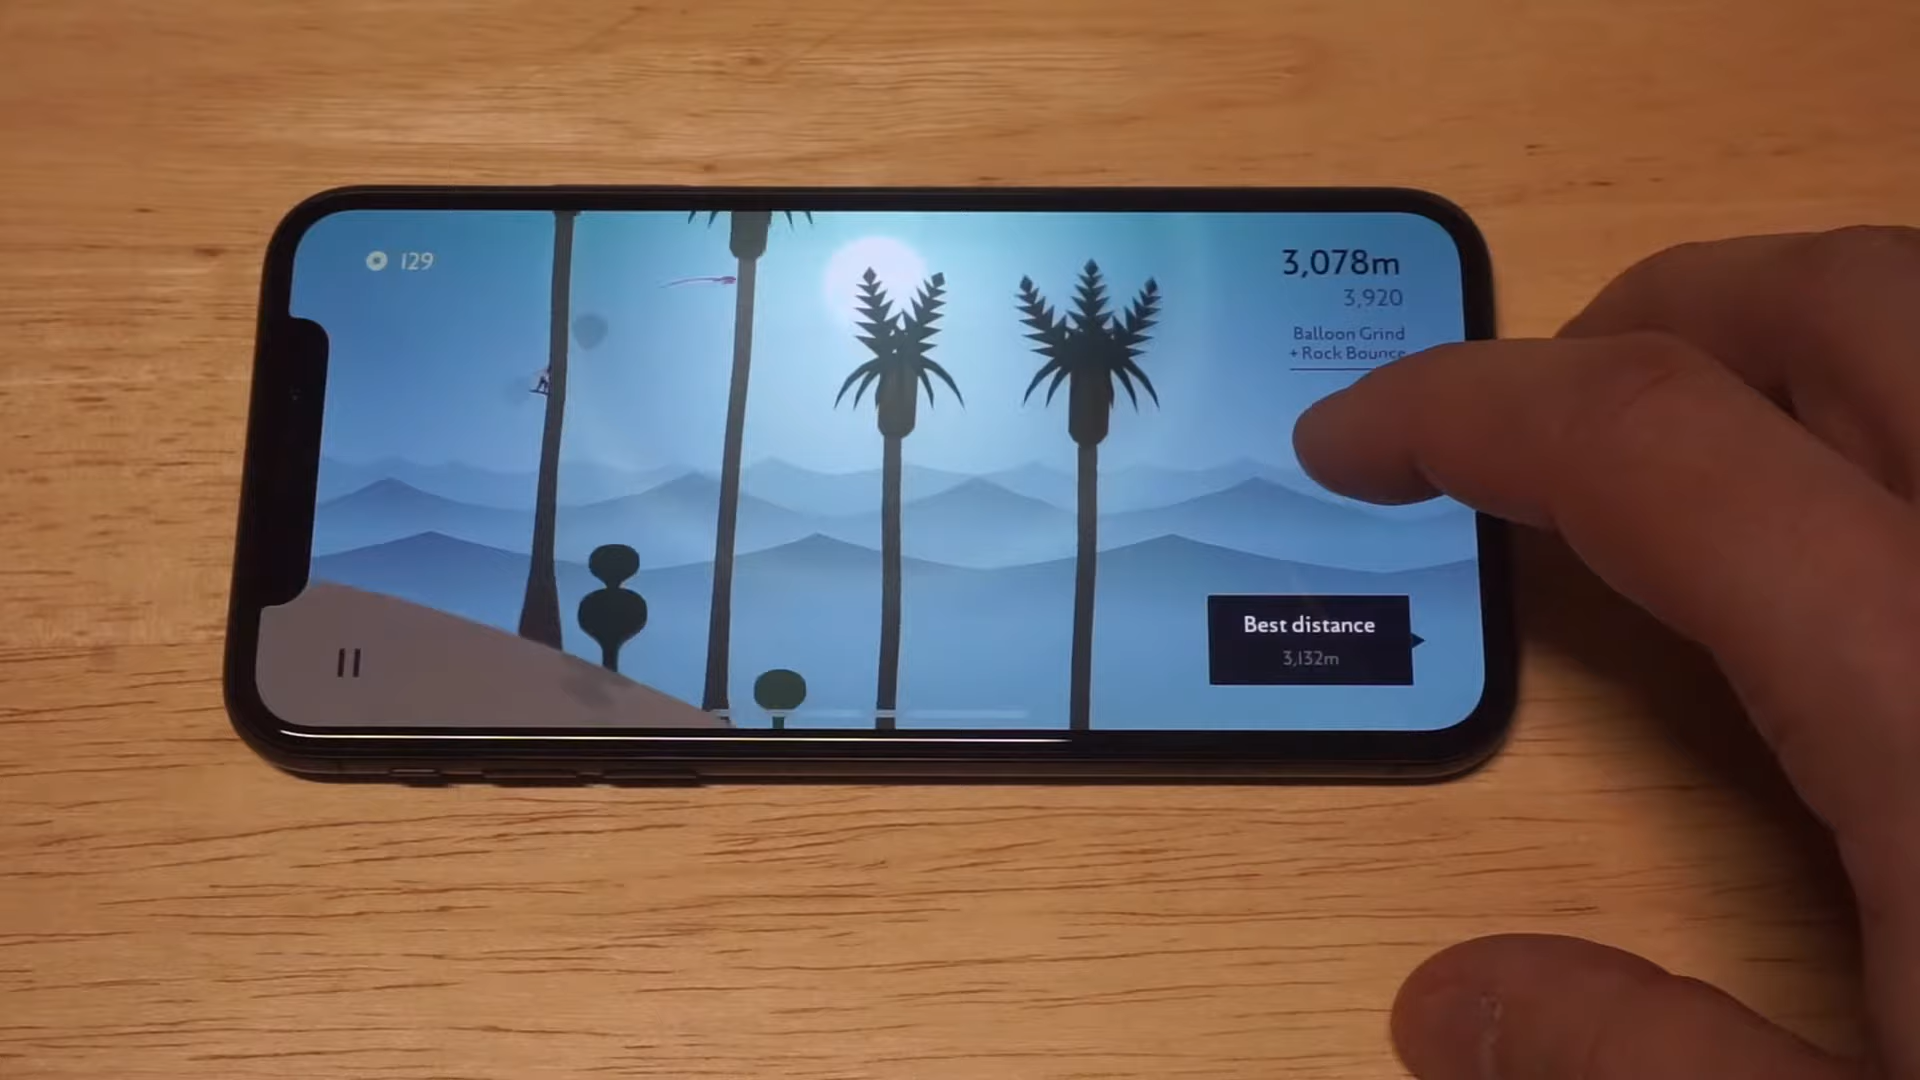 129
3,078m
3,920
Balloon Grind
+ Rock Bounce
Best distance
3,132m